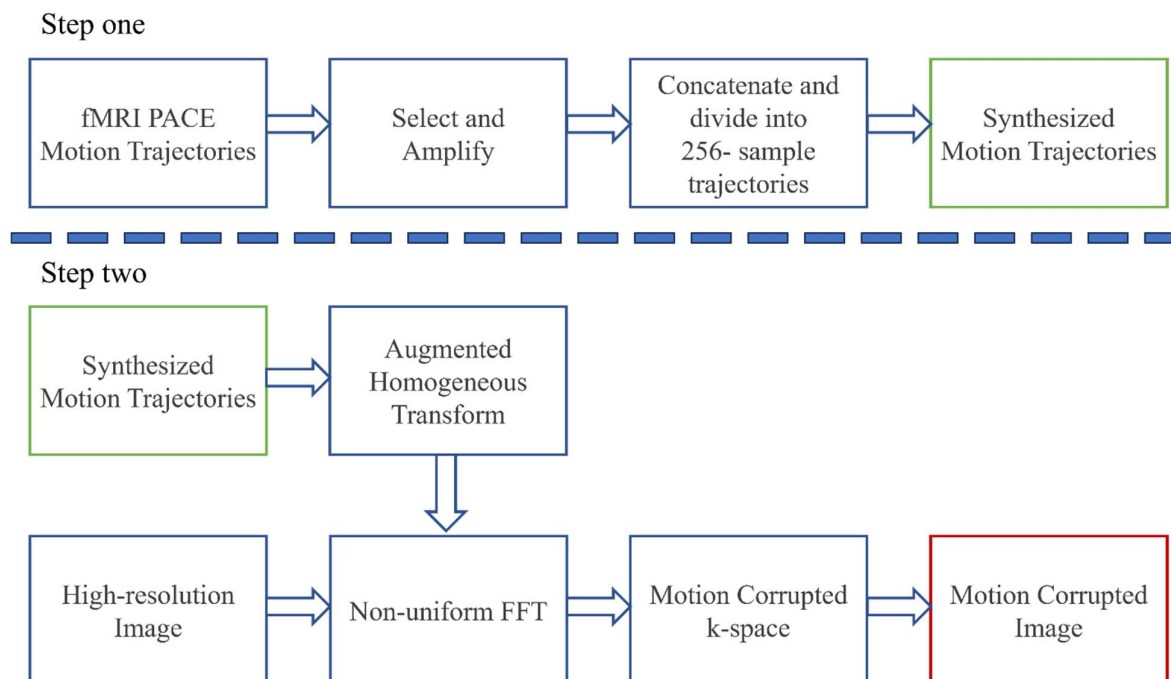 Step one
fMRI PACE
Motion Trajectories
Select and
Amplify
Concatenate and
divide into
256- sample
trajectories
Synthesized
Motion Trajectories
Step two
Synthesized
Motion Trajectories
Augmented
Homogeneous
Transform
High-resolution
Image
Non-uniform FFT
Motion Corrupted
k-space
Motion Corrupted
Image